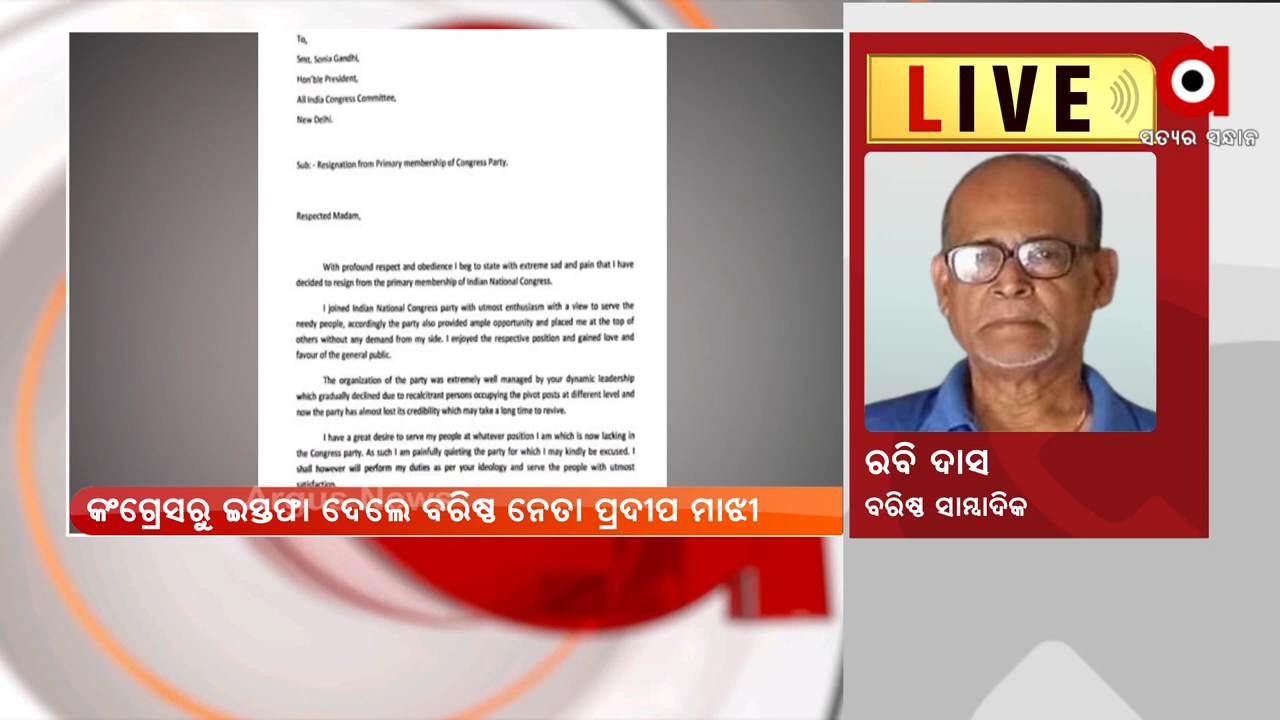 To,
Smt. Sonia Gandhi,
Hon'ble President,
All India Congress Committee,
New Delhi.
Sub: - Resignation from Primary membership of Congress Party.
Respected Madam,
With profound respect and obedience I beg to state with extreme sad and pain that I have
decided to resign from the primary membership of Indian National Congress.
I joined Indian National Congress party with utmost enthusiasm with a view to serve the
needy people, accordingly the party also provided ample opportunity and placed me at the top of
others without any demand from my side. I enjoyed the respective position and gained love and
favour of the general public.
The organization of the party was extremely well managed by your dynamic leadership
which gradually declined due to recalcitrant persons occupying the pivot posts at different level and
now the party has almost lost its credibility which may take a long time to revive.
I have a great desire to serve my people at whatever position I am which is now lacking in
the Congress party. As such I am painfully quieting the party for which I may kindly be excused. I
shall however will perform my duties as per your ideology and serve the people with utmost
satisfaction.
Argus News
କଂଗ୍ରେସରୁ ଇସ୍ତଫା ଦେଲେ ବରିଷ୍ଠ ନେତା ପ୍ରଦୀପ ମାଝୀ
LIVE
ସତ୍ୟର ସନ୍ଧାନ
ରବି ଦାସ
ବରିଷ୍ଠ ସାମ୍ବାଦିକ